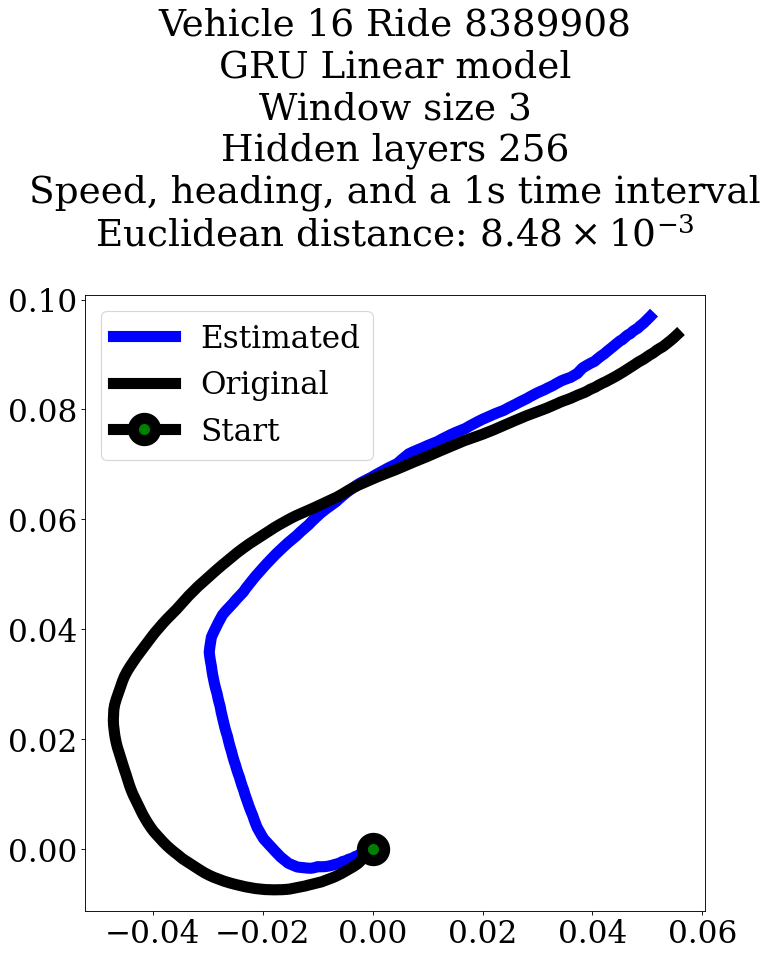 Vehicle 16 Ride 8389908
GRU Linear model
Window size 3
Hidden layers 256
Speed, heading, and a 1s time interval
Euclidean distance: 8.48 × 10⁻³
Estimated
Original
Start
0.10
0.08
0.06
0.04
0.02
0.00
−0.04 −0.02 0.00 0.02 0.04 0.06